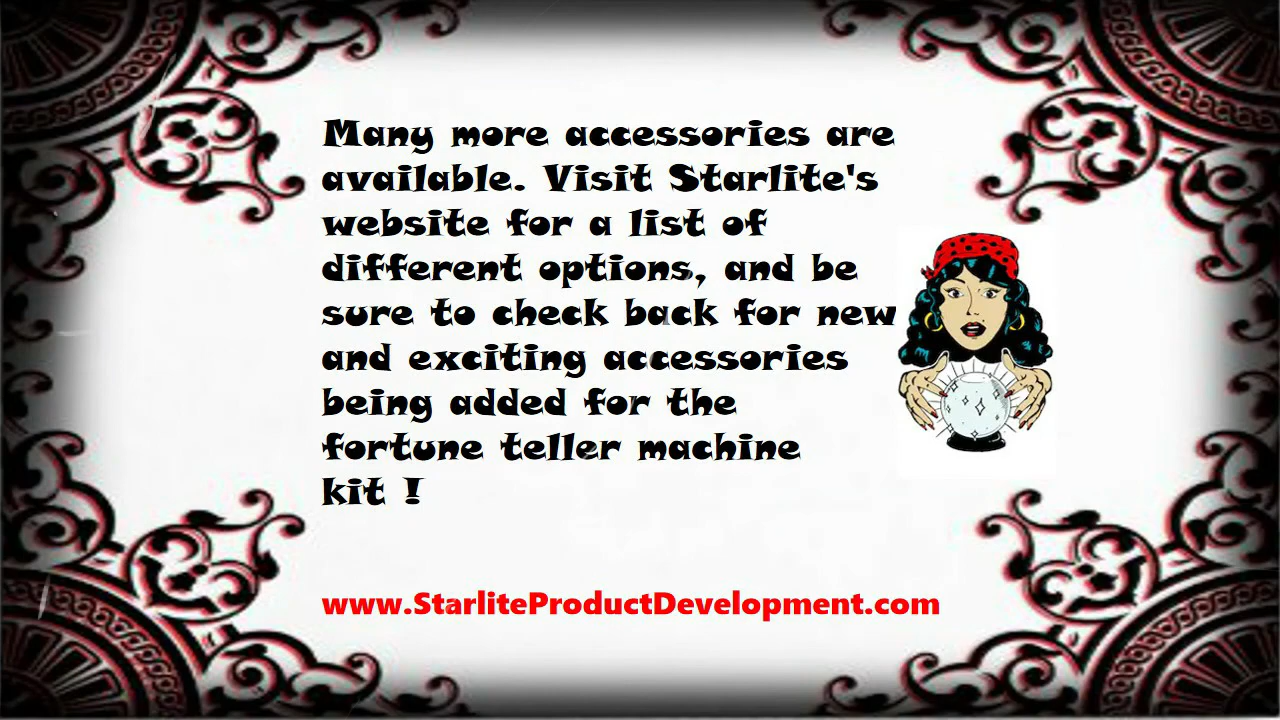 Many more accessories are
available. Visit Starlite's
website for a list of
different options, and be
sure to check back for new
and exciting accessories
being added for the
fortune teller machine
kit !
www.StarliteProductDevelopment.com